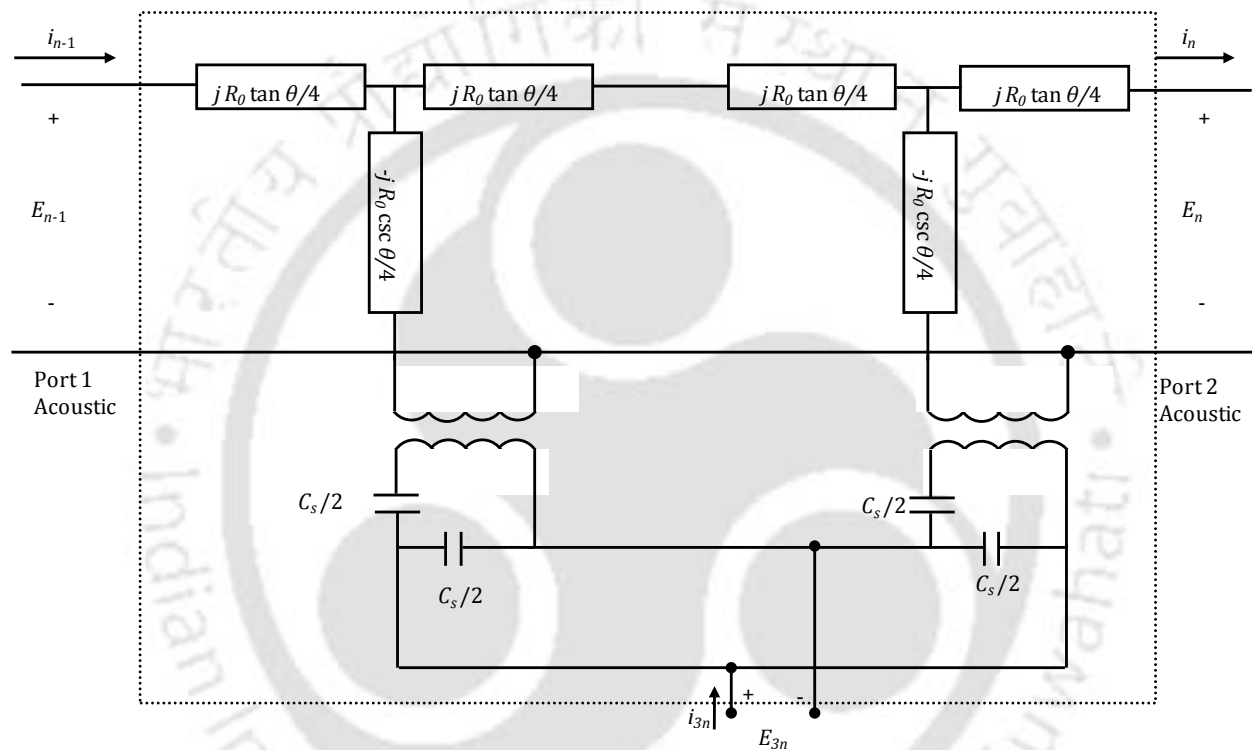 i_{n-1}
i_n
j R_0 tan θ/4
j R_0 tan θ/4
j R_0 tan θ/4
j R_0 tan θ/4
+
+
-j R_0 csc θ/4
-j R_0 csc θ/4
E_{n-1}
E_n
-
-
Port 1
Acoustic
Port 2
Acoustic
C_s/2
C_s/2
C_s/2
C_s/2
i_{3n}
+
-
E_{3n}